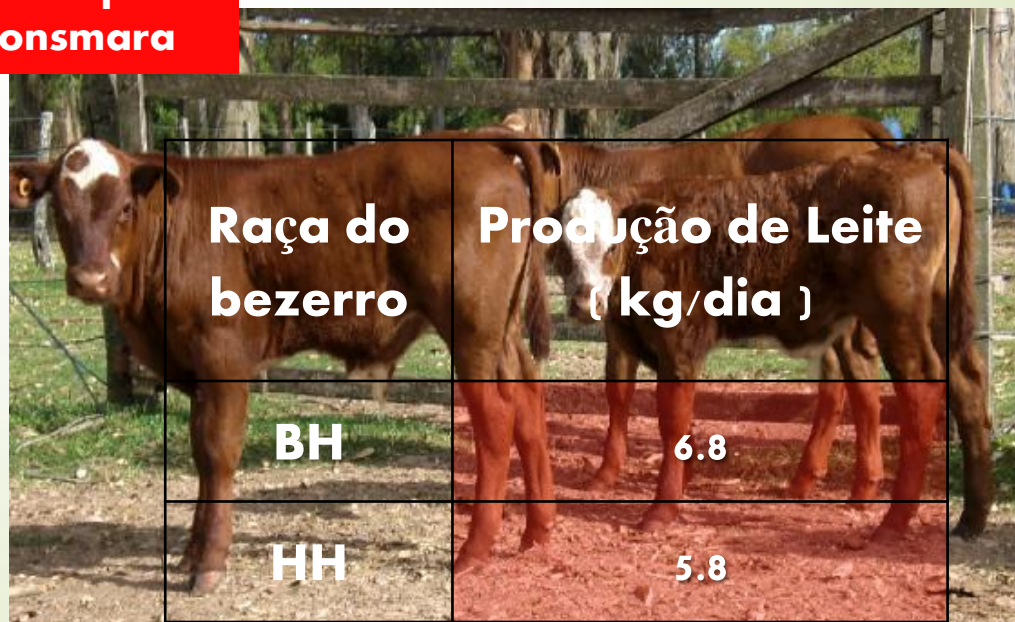 onsmara
Raça do Produção de Leite
bezerro ( kg/dia )
BH 6.8
HH 5.8